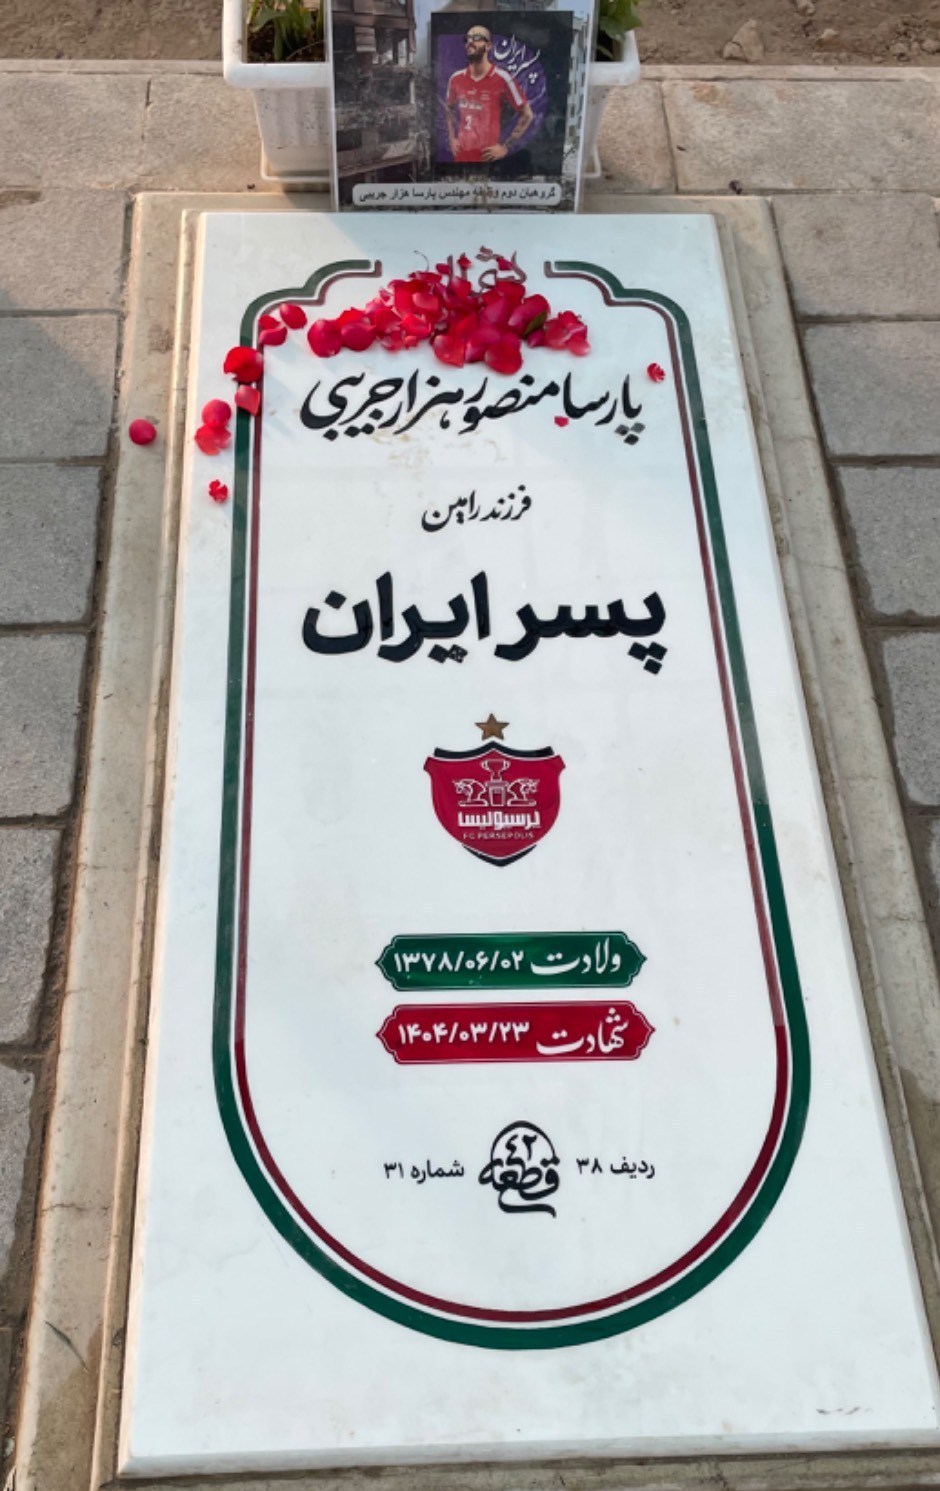 پسر ایران
2
گروهبان دوم وظیفه مهندس پارسا هزار جریبی
پارسا منصور هزارجریبی
فرزند رامین
پسر ایران
پرسپولیس
FC PERSEPOLIS
ولادت ۱۳۷۸/۰۶/۰۲
شهادت ۱۴۰۴/۰۳/۲۳
ردیف ۳۸ قطعه ۴۲ شماره ۳۱